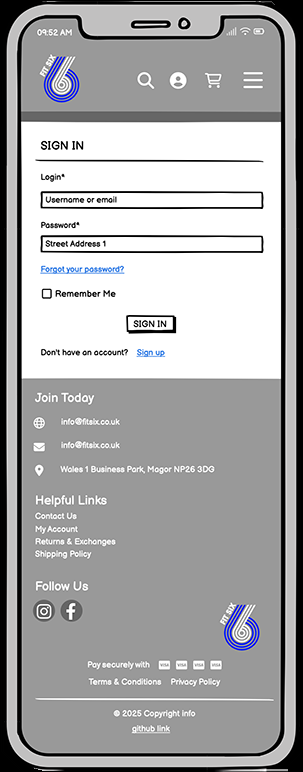 09:52 AM
FIT SIX
SIGN IN
Login*
Username or email
Password*
Street Address 1
Forgot your password?
Remember Me
SIGN IN
Don't have an account? Sign up
Join Today
info@fitsix.co.uk
info@fitsix.co.uk
Wales 1 Business Park, Magor NP26 3DG
Helpful Links
Contact Us
My Account
Returns & Exchanges
Shipping Policy
Follow Us
FIT SIX
Pay securely with VISA VISA VISA VISA
Terms & Conditions Privacy Policy
© 2025 Copyright info
github link